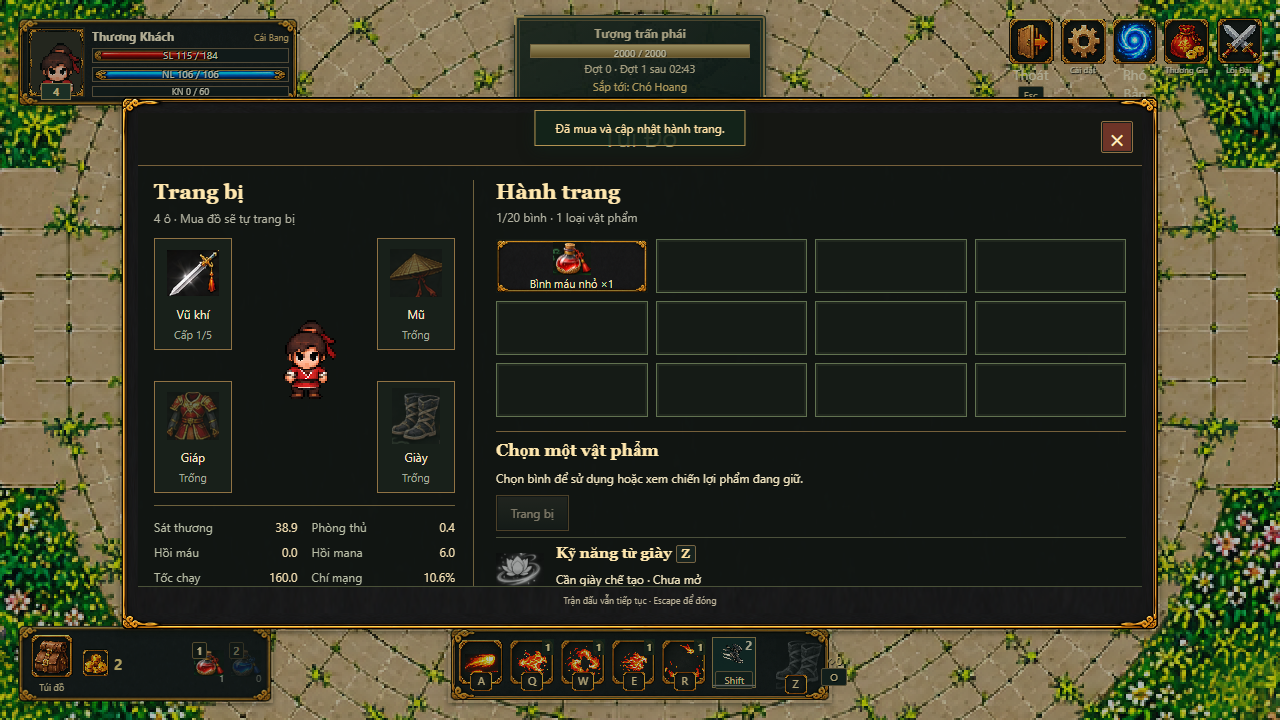 Thương Khách
Cái Bang
SL 115 / 184
NL 106 / 106
KN 0 / 60
4
Tượng trấn phái
2000 / 2000
Đợt 0 · Đợt 1 sau 02:43
Sắp tới: Chó Hoang
Thoát
Esc
Cài đặt
Phó Bản
Thương Gia
Lôi Đài
Đã mua và cập nhật hành trang.
Túi Đồ
×
Trang bị
4 ô · Mua đồ sẽ tự trang bị
Vũ khí
Cấp 1/5
Mũ
Trống
Giáp
Trống
Giày
Trống
Sát thương 38.9 Phòng thủ 0.4
Hồi máu 0.0 Hồi mana 6.0
Tốc chạy 160.0 Chí mạng 10.6%
Hành trang
1/20 bình · 1 loại vật phẩm
Bình máu nhỏ ×1
Chọn một vật phẩm
Chọn bình để sử dụng hoặc xem chiến lợi phẩm đang giữ.
Trang bị
Kỹ năng từ giày Z
Cần giày chế tạo · Chưa mở
Trận đấu vẫn tiếp tục · Escape để đóng
Túi đồ
2
1 1
2 0
A
1 Q
1 W
1 E
1 R
2 Shift
Z
O